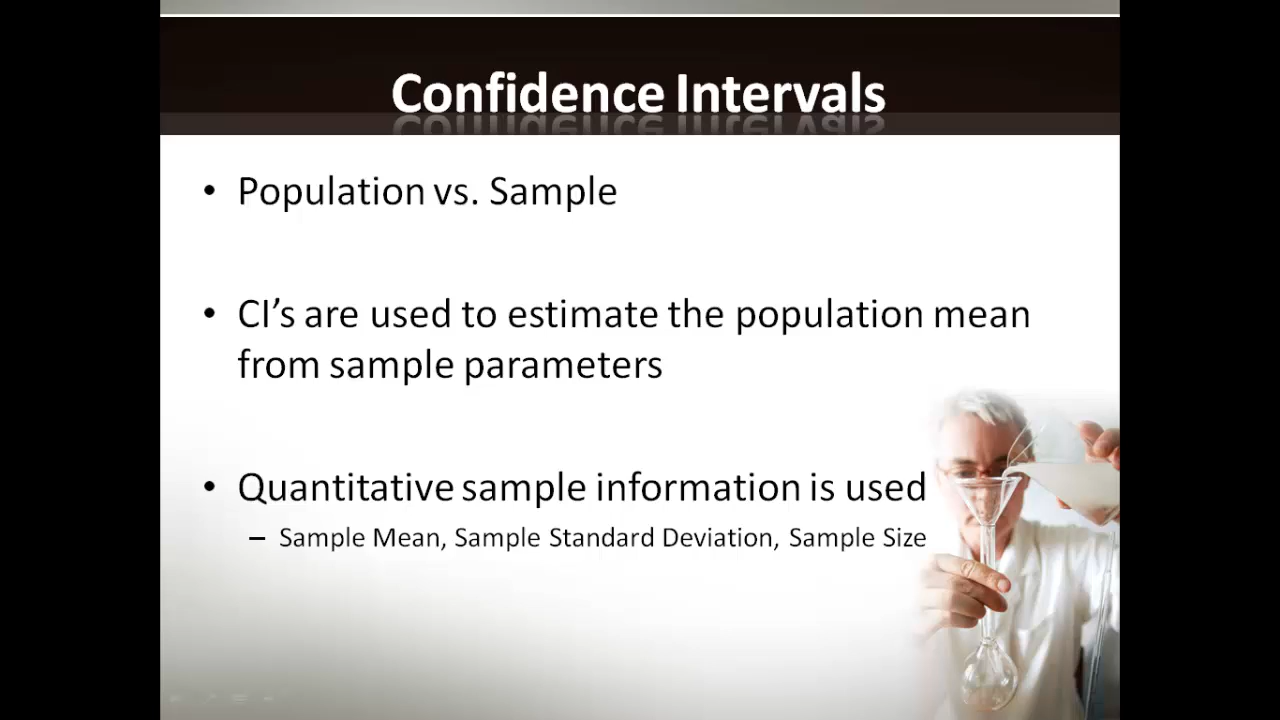 Confidence Intervals
• Population vs. Sample
• CI’s are used to estimate the population mean
from sample parameters
• Quantitative sample information is used
– Sample Mean, Sample Standard Deviation, Sample Size